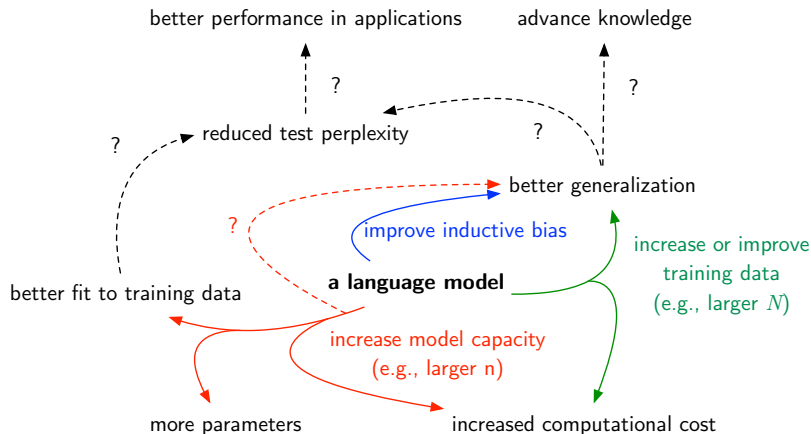 better performance in applications
advance knowledge
?
?
?
?
reduced test perplexity
better generalization
?
improve inductive bias
increase or improve
training data
(e.g., larger N)
a language model
better fit to training data
increase model capacity
(e.g., larger n)
more parameters
increased computational cost